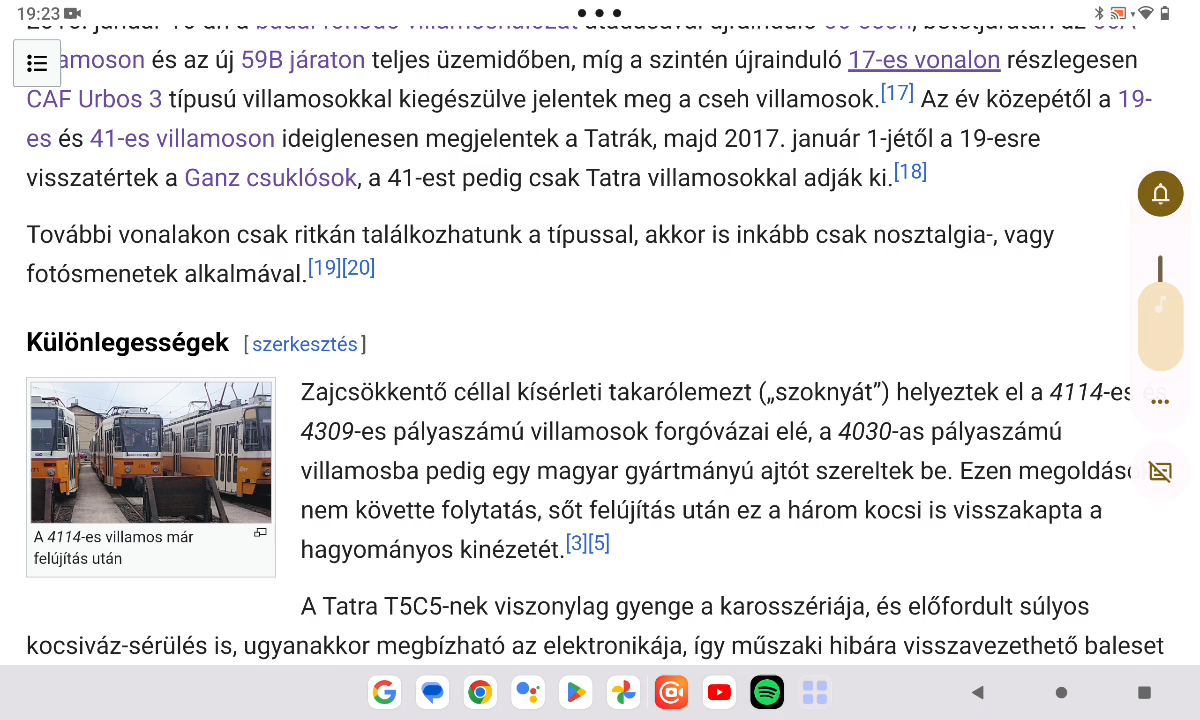 19:23
amoson és az új 59B járaton teljes üzemidőben, míg a szintén újrainduló 17-es vonalon részlegesen
CAF Urbos 3 típusú villamosokkal kiegészülve jelentek meg a cseh villamosok.[17] Az év közepétől a 19-
es és 41-es villamoson ideiglenesen megjelentek a Tatrák, majd 2017. január 1-jétől a 19-esre
visszatértek a Ganz csuklósok, a 41-est pedig csak Tatra villamosokkal adják ki.[18]
További vonalakon csak ritkán találkozhatunk a típussal, akkor is inkább csak nosztalgia-, vagy
fotósmenetek alkalmával.[19][20]
Különlegességek [ szerkesztés ]
Zajcsökkentő céllal kísérleti takarólemezt („szoknyát”) helyeztek el a 4114-es és
4309-es pályaszámú villamosok forgóvázai elé, a 4030-as pályaszámú
villamosba pedig egy magyar gyártmányú ajtót szereltek be. Ezen megoldások
nem követte folytatás, sőt felújítás után ez a három kocsi is visszakapta a
hagyományos kinézetét.[3][5]
A 4114-es villamos már
felújítás után
A Tatra T5C5-nek viszonylag gyenge a karosszériája, és előfordult súlyos
kocsiváz-sérülés is, ugyanakkor megbízható az elektronikája, így műszaki hibára visszavezethető baleset